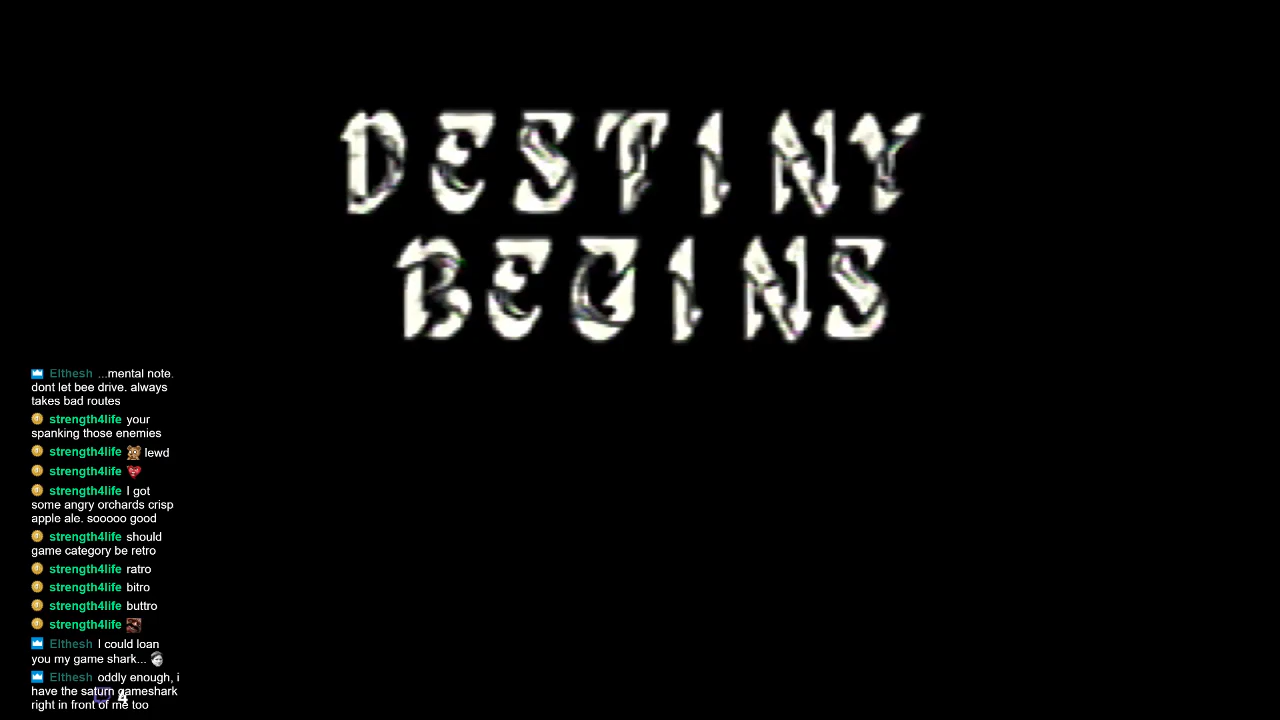 DESTINY
BEGINS
Elthesh ...mental note.
dont let bee drive. always
takes bad routes
strength4life your
spanking those enemies
strength4life lewd
strength4life
strength4life I got
some angry orchards crisp
apple ale. sooooo good
strength4life should
game category be retro
strength4life ratro
strength4life bitro
strength4life buttro
strength4life
Elthesh I could loan
you my game shark...
Elthesh oddly enough, i
have the saturn gameshark
right in front of me too
4